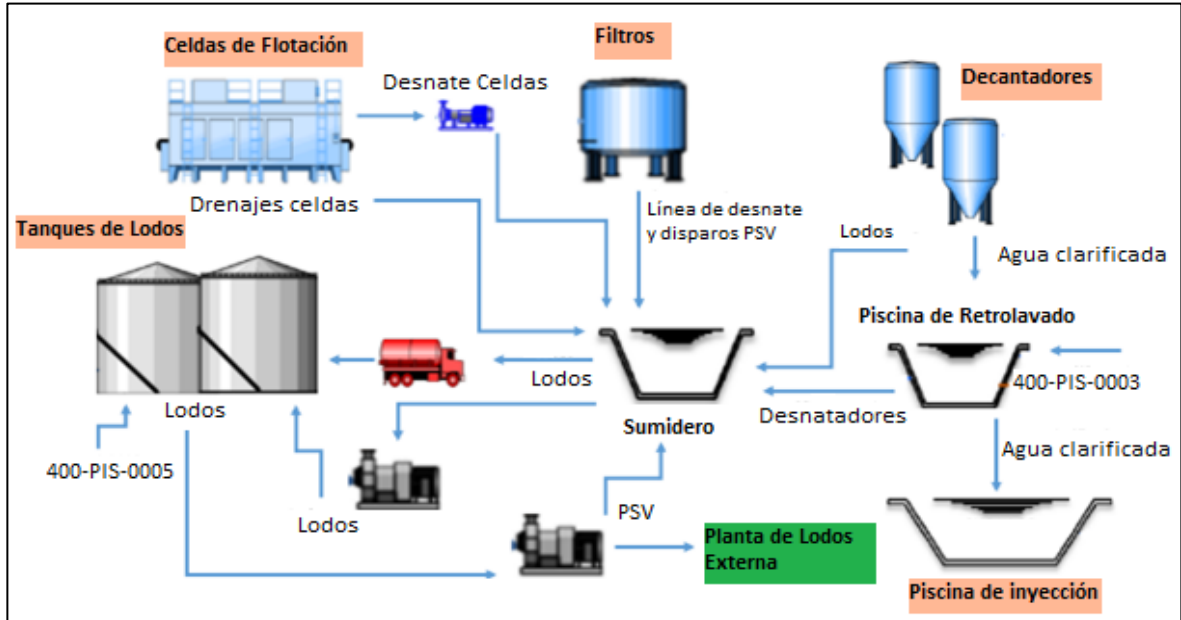 Celdas de Flotación
Filtros
Desnate Celdas
Decantadores
Drenajes celdas
Línea de desnate
y disparos PSV
Tanques de Lodos
Lodos
Agua clarificada
Piscina de Retrolavado
Lodos
400-PIS-0003
Lodos
Desnatadores
Sumidero
400-PIS-0005
Agua clarificada
Lodos
PSV
Planta de Lodos
Externa
Piscina de inyección